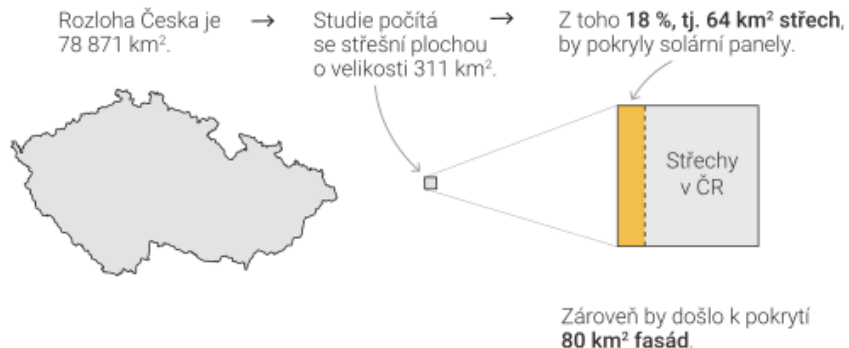 Rozloha Česka je
78 871 km².
→
Studie počítá
se střešní plochou
o velikosti 311 km².
→
Z toho 18 %, tj. 64 km² střech,
by pokryly solární panely.
Střechy
v ČR
Zároveň by došlo k pokrytí
80 km² fasád.